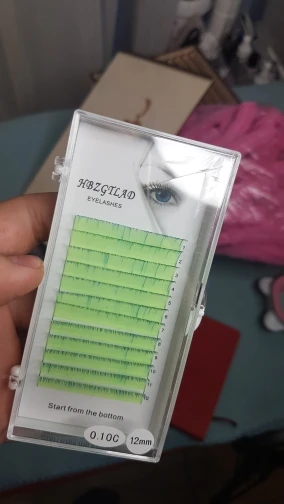 HBZGTLAD
EYELASHES
Start from the bottom
0.10C
12mm